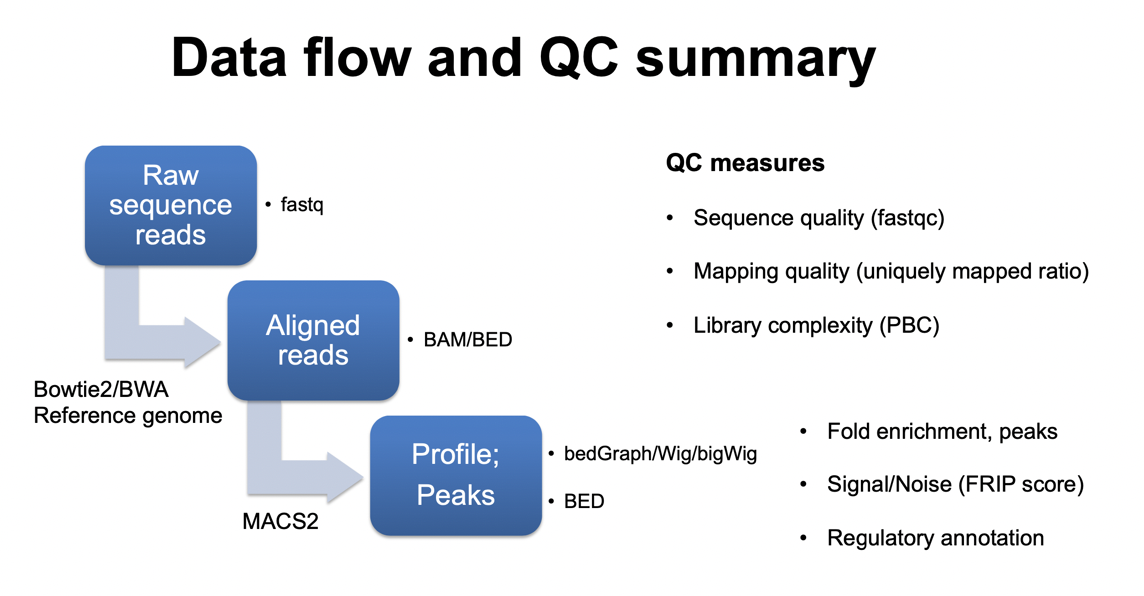 Data flow and QC summary
Raw
sequence
reads
• fastq
Bowtie2/BWA
Reference genome
Aligned
reads
• BAM/BED
MACS2
Profile;
Peaks
• bedGraph/Wig/bigWig
• BED
QC measures
• Sequence quality (fastqc)
• Mapping quality (uniquely mapped ratio)
• Library complexity (PBC)
• Fold enrichment, peaks
• Signal/Noise (FRIP score)
• Regulatory annotation